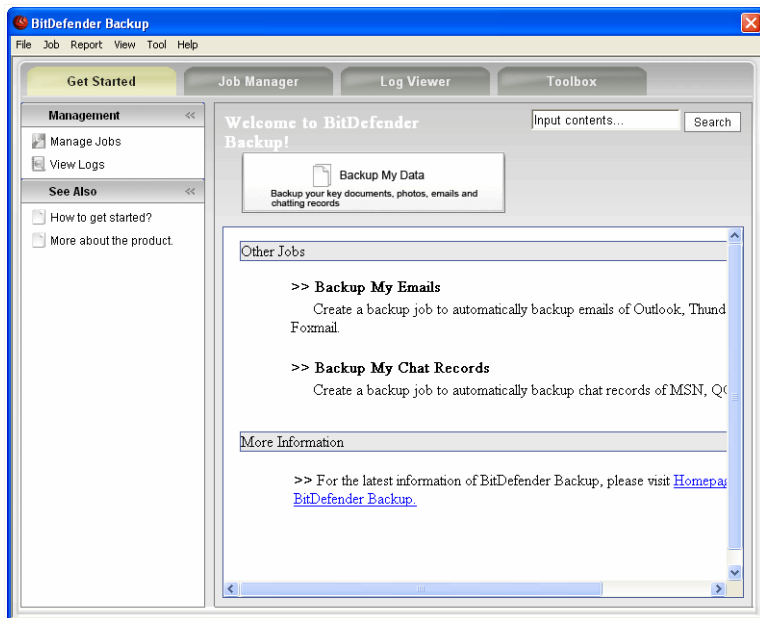 BitDefender Backup
File Job Report View Tool Help
Get Started Job Manager Log Viewer Toolbox
Management
Manage Jobs
View Logs
See Also
How to get started?
More about the product.
Welcome to BitDefender
Backup!
Input contents... Search
Backup My Data
Backup your key documents, photos, emails and
chatting records
Other Jobs
>> Backup My Emails
Create a backup job to automatically backup emails of Outlook, Thund
Foxmail.
>> Backup My Chat Records
Create a backup job to automatically backup chat records of MSN,
More Information
>> For the latest information of BitDefender Backup, please visit Homepag
BitDefender Backup.